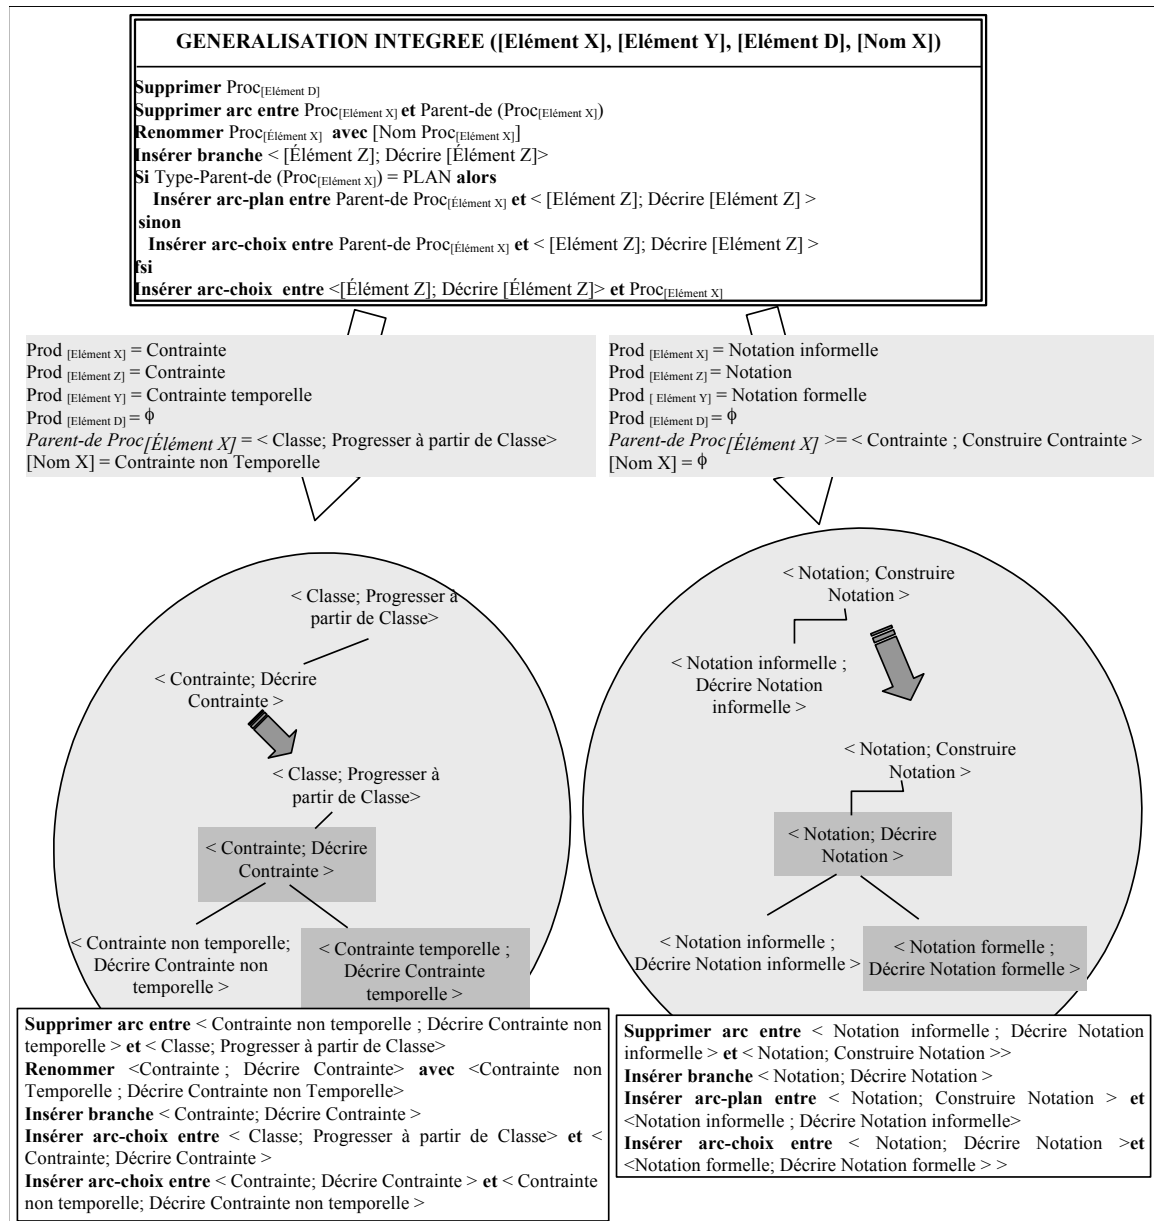 GENERALISATION INTEGREE ([Elément X], [Elément Y], [Elément D], [Nom X])
Supprimer Proc[Elément D]
Supprimer arc entre Proc[Elément X] et Parent-de (Proc[Elément X])
Renommer Proc[Élément X] avec [Nom Proc[Elément X]]
Insérer branche < [Élément Z]; Décrire [Élément Z]>
Si Type-Parent-de (Proc[Elément X]) = PLAN alors
Insérer arc-plan entre Parent-de Proc[Élément X] et < [Elément Z]; Décrire [Elément Z] >
sinon
Insérer arc-choix entre Parent-de Proc[Élément X] et < [Elément Z]; Décrire [Elément Z] >
fsi
Insérer arc-choix entre <[Élément Z]; Décrire [Élément Z]> et Proc[Elément X]
Prod [Elément X] = Contrainte
Prod [Elément Z] = Contrainte
Prod [Elément Y] = Contrainte temporelle
Prod [Elément D] = ϕ
Parent-de Proc[Élément X] = < Classe; Progresser à partir de Classe>
[Nom X] = Contrainte non Temporelle
Prod [Elément X] = Notation informelle
Prod [Elément Z] = Notation
Prod [ Elément Y] = Notation formelle
Prod [Elément D] = ϕ
Parent-de Proc[Élément X] >= < Contrainte ; Construire Contrainte >
[Nom X] = ϕ
< Classe; Progresser à
partir de Classe>
< Contrainte; Décrire
Contrainte >
< Classe; Progresser à
partir de Classe>
< Contrainte; Décrire
Contrainte >
< Contrainte non temporelle;
Décrire Contrainte non
temporelle >
< Contrainte temporelle ;
Décrire Contrainte
temporelle >
< Notation; Construire
Notation >
< Notation informelle ;
Décrire Notation
informelle >
< Notation; Construire
Notation >
< Notation; Décrire
Notation >
< Notation informelle ;
Décrire Notation informelle >
< Notation formelle ;
Décrire Notation formelle >
Supprimer arc entre < Contrainte non temporelle ; Décrire Contrainte non
temporelle > et < Classe; Progresser à partir de Classe>
Renommer <Contrainte ; Décrire Contrainte> avec <Contrainte non
Temporelle ; Décrire Contrainte non Temporelle>
Insérer branche < Contrainte; Décrire Contrainte >
Insérer arc-choix entre < Classe; Progresser à partir de Classe> et <
Contrainte; Décrire Contrainte >
Insérer arc-choix entre < Contrainte; Décrire Contrainte > et < Contrainte
non temporelle; Décrire Contrainte non temporelle >
Supprimer arc entre < Notation informelle ; Décrire Notation
informelle > et < Notation; Construire Notation >>
Insérer branche < Notation; Décrire Notation >
Insérer arc-plan entre < Notation; Construire Notation > et
<Notation informelle ; Décrire Notation informelle>
Insérer arc-choix entre < Notation; Décrire Notation >et
<Notation formelle; Décrire Notation formelle > >